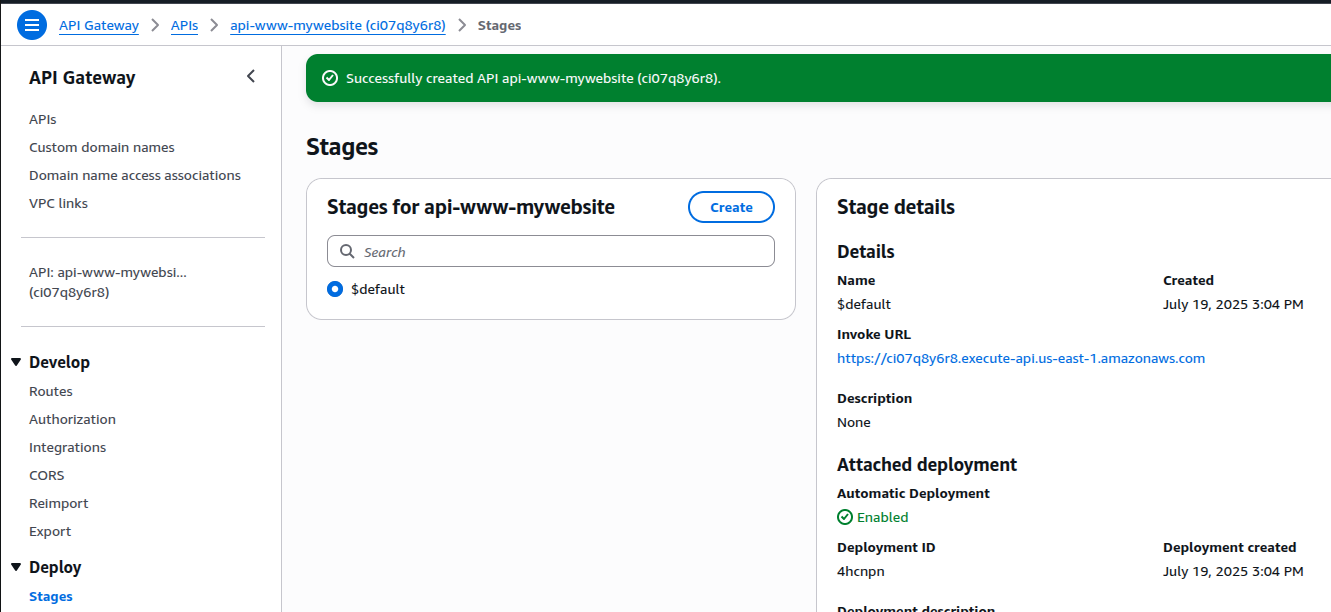 API Gateway > APIs > api-www-mywebsite (ci07q8y6r8) > Stages
API Gateway
APIs
Custom domain names
Domain name access associations
VPC links
API: api-www-mywebsi...
(ci07q8y6r8)
Develop
Routes
Authorization
Integrations
CORS
Reimport
Export
Deploy
Stages
Successfully created API api-www-mywebsite (ci07q8y6r8).
Stages
Stages for api-www-mywebsite
Create
Search
$default
Stage details
Details
Name
$default
Created
July 19, 2025 3:04 PM
Invoke URL
https://ci07q8y6r8.execute-api.us-east-1.amazonaws.com
Description
None
Attached deployment
Automatic Deployment
Enabled
Deployment ID
4hcnpn
Deployment created
July 19, 2025 3:04 PM
Deployment description